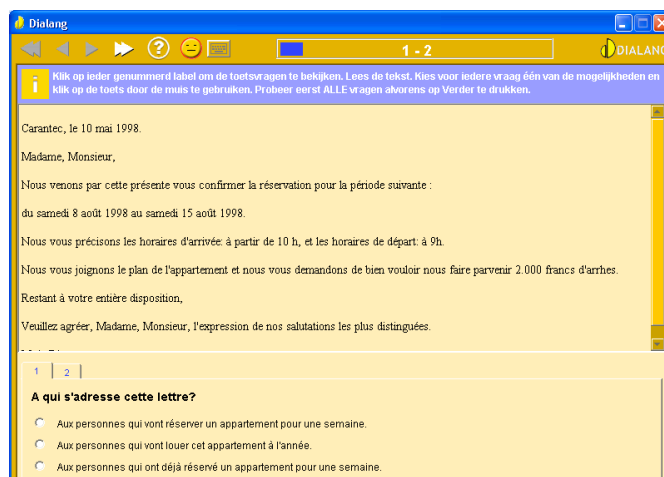 Dialang
1 - 2
DIALANG
i
Klik op ieder genummerd label om de toetsvragen te bekijken. Lees de tekst. Kies voor iedere vraag één van de mogelijkheden en
klik op de toets door de muis te gebruiken. Probeer eerst ALLE vragen alvorens op Verder te drukken.
Carantec, le 10 mai 1998.
Madame, Monsieur,
Nous venons par cette présente vous confirmer la réservation pour la période suivante :
du samedi 8 août 1998 au samedi 15 août 1998.
Nous vous précisons les horaires d'arrivée: à partir de 10 h, et les horaires de départ: à 9h.
Nous vous joignons le plan de l'appartement et nous vous demandons de bien vouloir nous faire parvenir 2.000 francs d'arrhes.
Restant à votre entière disposition,
Veuillez agréer, Madame, Monsieur, l'expression de nos salutations les plus distinguées.
1 2
A qui s'adresse cette lettre?
Aux personnes qui vont réserver un appartement pour une semaine.
Aux personnes qui vont louer cet appartement à l'année.
Aux personnes qui ont déjà réservé un appartement pour une semaine.